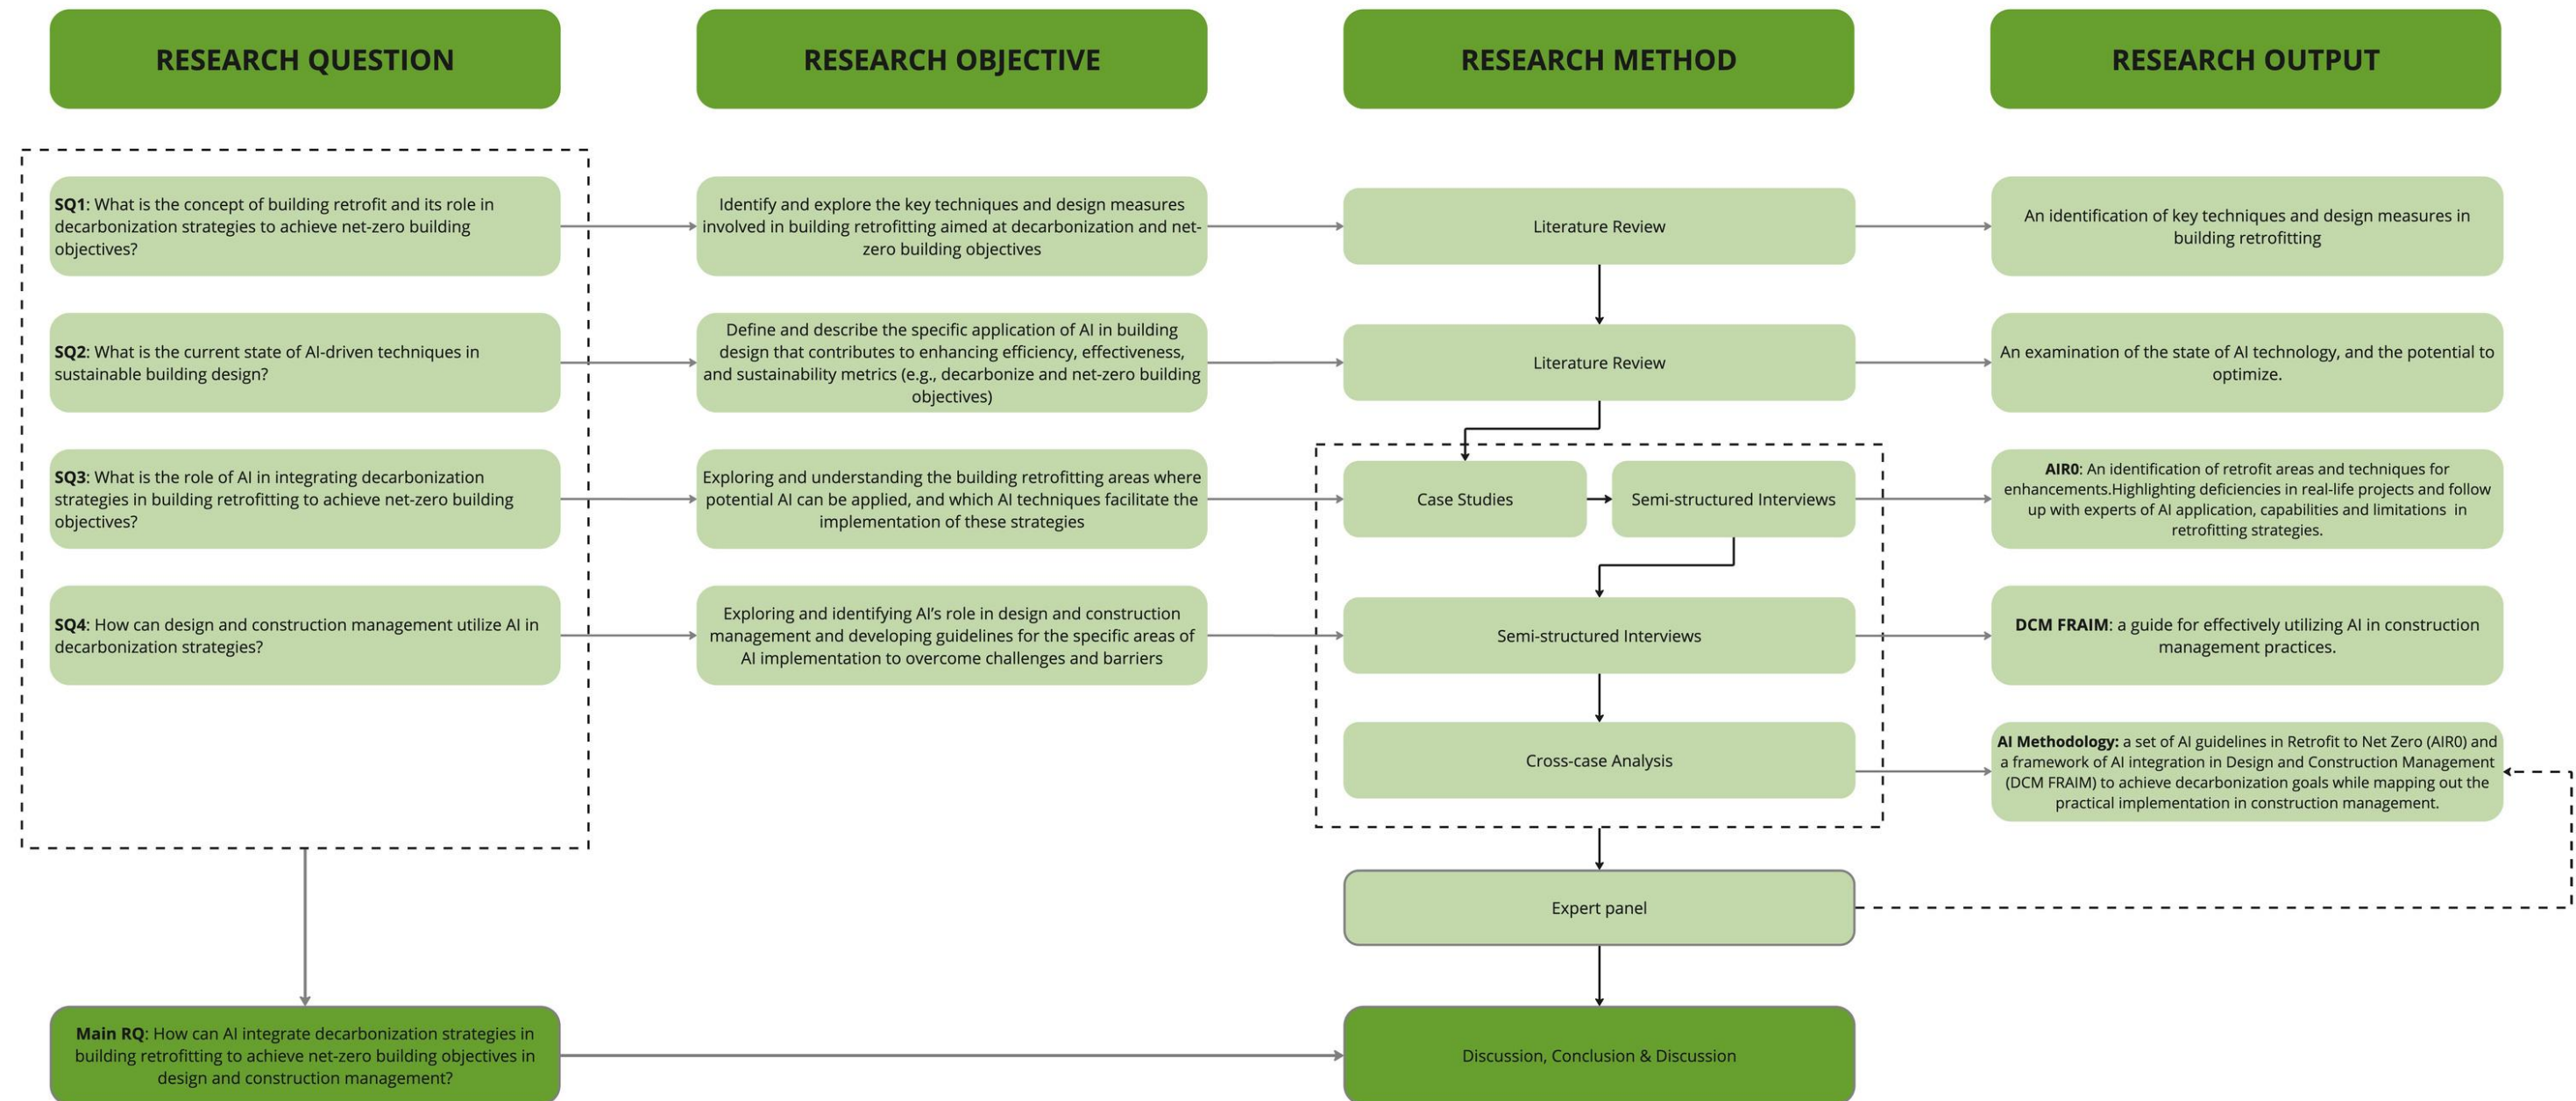 RESEARCH QUESTION
RESEARCH OBJECTIVE
RESEARCH METHOD
RESEARCH OUTPUT
SQ1: What is the concept of building retrofit and its role in
decarbonization strategies to achieve net-zero building
objectives?
Identify and explore the key techniques and design measures
involved in building retrofitting aimed at decarbonization and net-
zero building objectives
Literature Review
An identification of key techniques and design measures in
building retrofitting
SQ2: What is the current state of AI-driven techniques in
sustainable building design?
Define and describe the specific application of AI in building
design that contributes to enhancing efficiency, effectiveness,
and sustainability metrics (e.g., decarbonize and net-zero building
objectives)
Literature Review
An examination of the state of AI technology, and the potential to
optimize.
SQ3: What is the role of AI in integrating decarbonization
strategies in building retrofitting to achieve net-zero building
objectives?
Exploring and understanding the building retrofitting areas where
potential AI can be applied, and which AI techniques facilitate the
implementation of these strategies
Case Studies
Semi-structured Interviews
AIR0: An identification of retrofit areas and techniques for
enhancements.Highlighting deficiencies in real-life projects and follow
up with experts of AI application, capabilities and limitations in
retrofitting strategies.
SQ4: How can design and construction management utilize AI in
decarbonization strategies?
Exploring and identifying AI’s role in design and construction
management and developing guidelines for the specific areas of
AI implementation to overcome challenges and barriers
Semi-structured Interviews
DCM FRAIM: a guide for effectively utilizing AI in construction
management practices.
Cross-case Analysis
AI Methodology: a set of AI guidelines in Retrofit to Net Zero (AIR0) and
a framework of AI integration in Design and Construction Management
(DCM FRAIM) to achieve decarbonization goals while mapping out the
practical implementation in construction management.
Expert panel
Main RQ: How can AI integrate decarbonization strategies in
building retrofitting to achieve net-zero building objectives in
design and construction management?
Discussion, Conclusion & Discussion